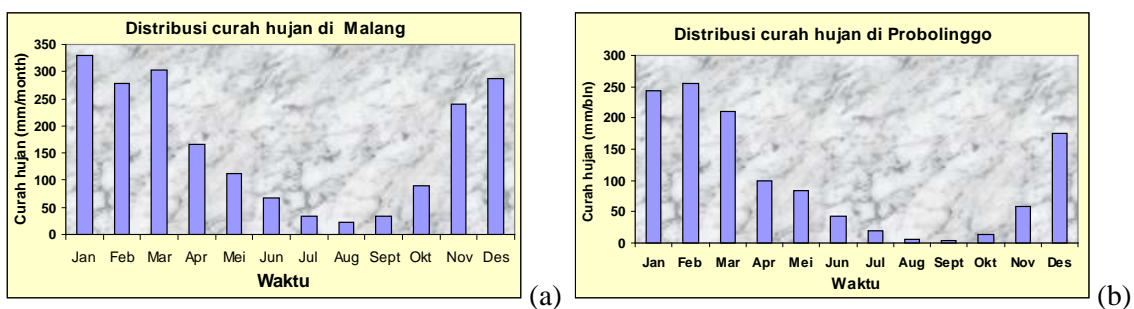 Distribusi curah hujan di Malang
Curah hujan (mm/month)
350
300
250
200
150
100
50
0
Jan Feb Mar Apr Mei Jun Jul Aug Sept Okt Nov Des
Waktu
(a)
Distribusi curah hujan di Probolinggo
Curah hujan (mm/bln)
300
250
200
150
100
50
0
Jan Feb Mar Apr Mei Jun Jul Aug Sept Okt Nov Des
Waktu
(b)